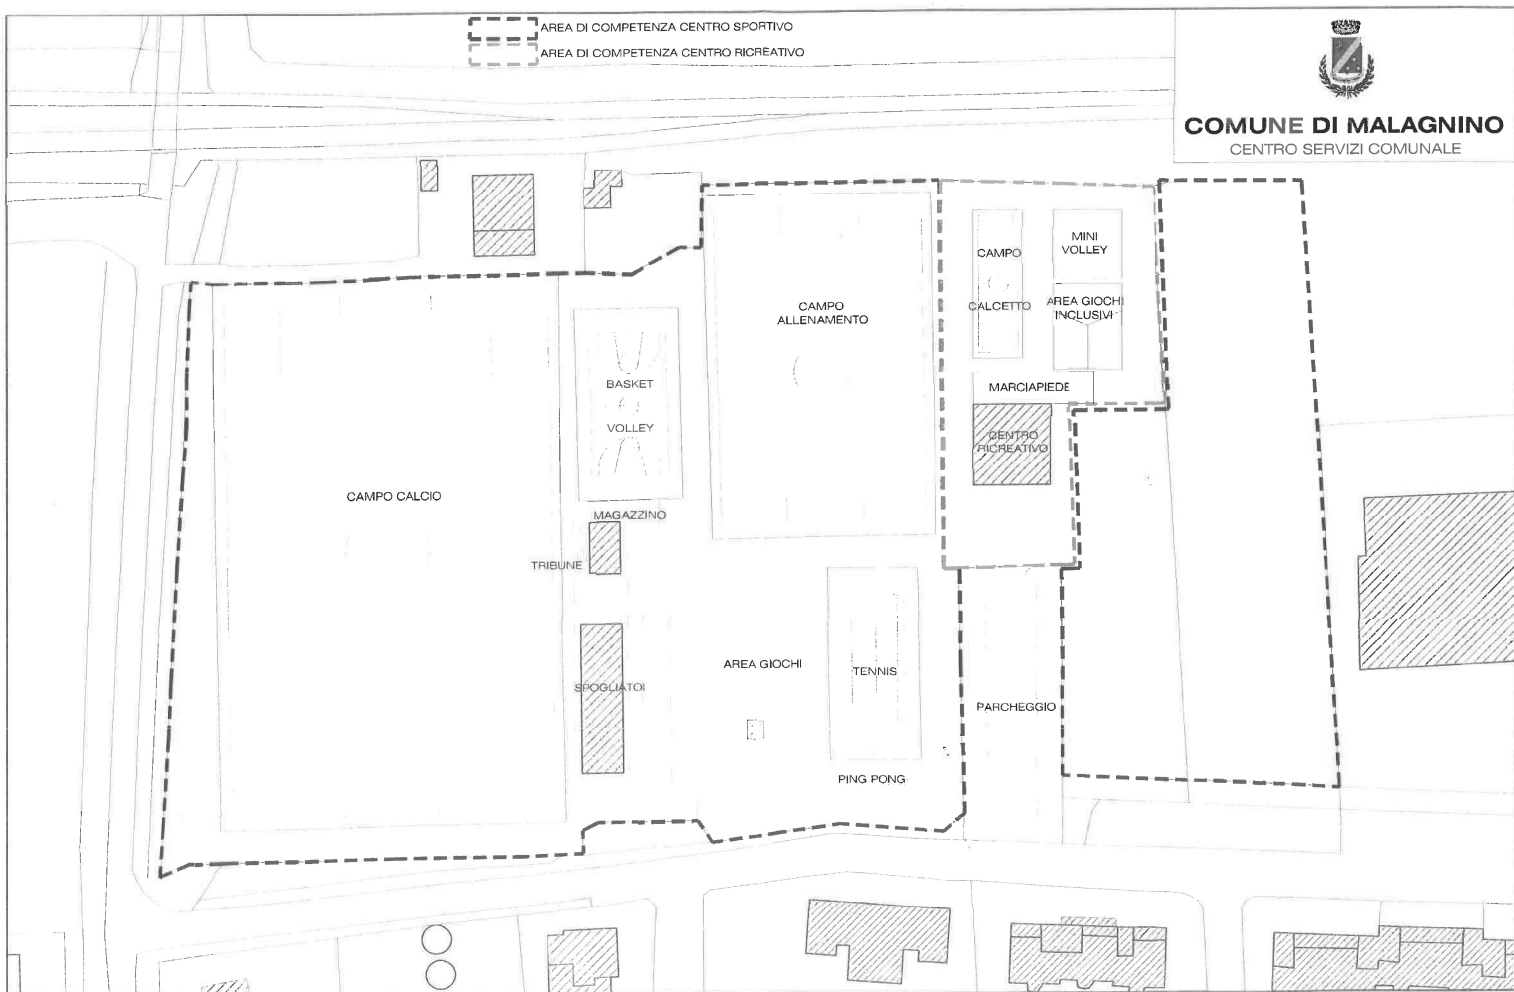 AREA DI COMPETENZA CENTRO SPORTIVO
AREA DI COMPETENZA CENTRO RICREATIVO
COMUNE DI MALAGNINO
CENTRO SERVIZI COMUNALE
MINI
VOLLEY
CAMPO
CALCETTO
AREA GIOCHI
INCLUSIVI
CAMPO
ALLENAMENTO
BASKET
VOLLEY
MARCIAPIEDE
CENTRO
RICREATIVO
CAMPO CALCIO
MAGAZZINO
TRIBUNE
SPOGLIATOI
AREA GIOCHI
TENNIS
PARCHEGGIO
PING PONG